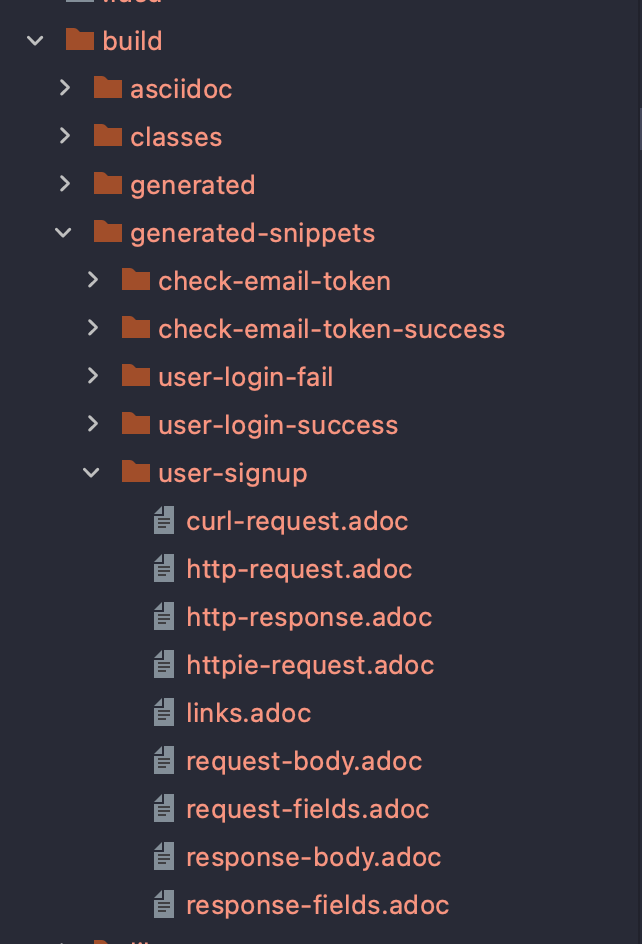 build
asciidoc
classes
generated
generated-snippets
check-email-token
check-email-token-success
user-login-fail
user-login-success
user-signup
curl-request.adoc
http-request.adoc
http-response.adoc
httpie-request.adoc
links.adoc
request-body.adoc
request-fields.adoc
response-body.adoc
response-fields.adoc